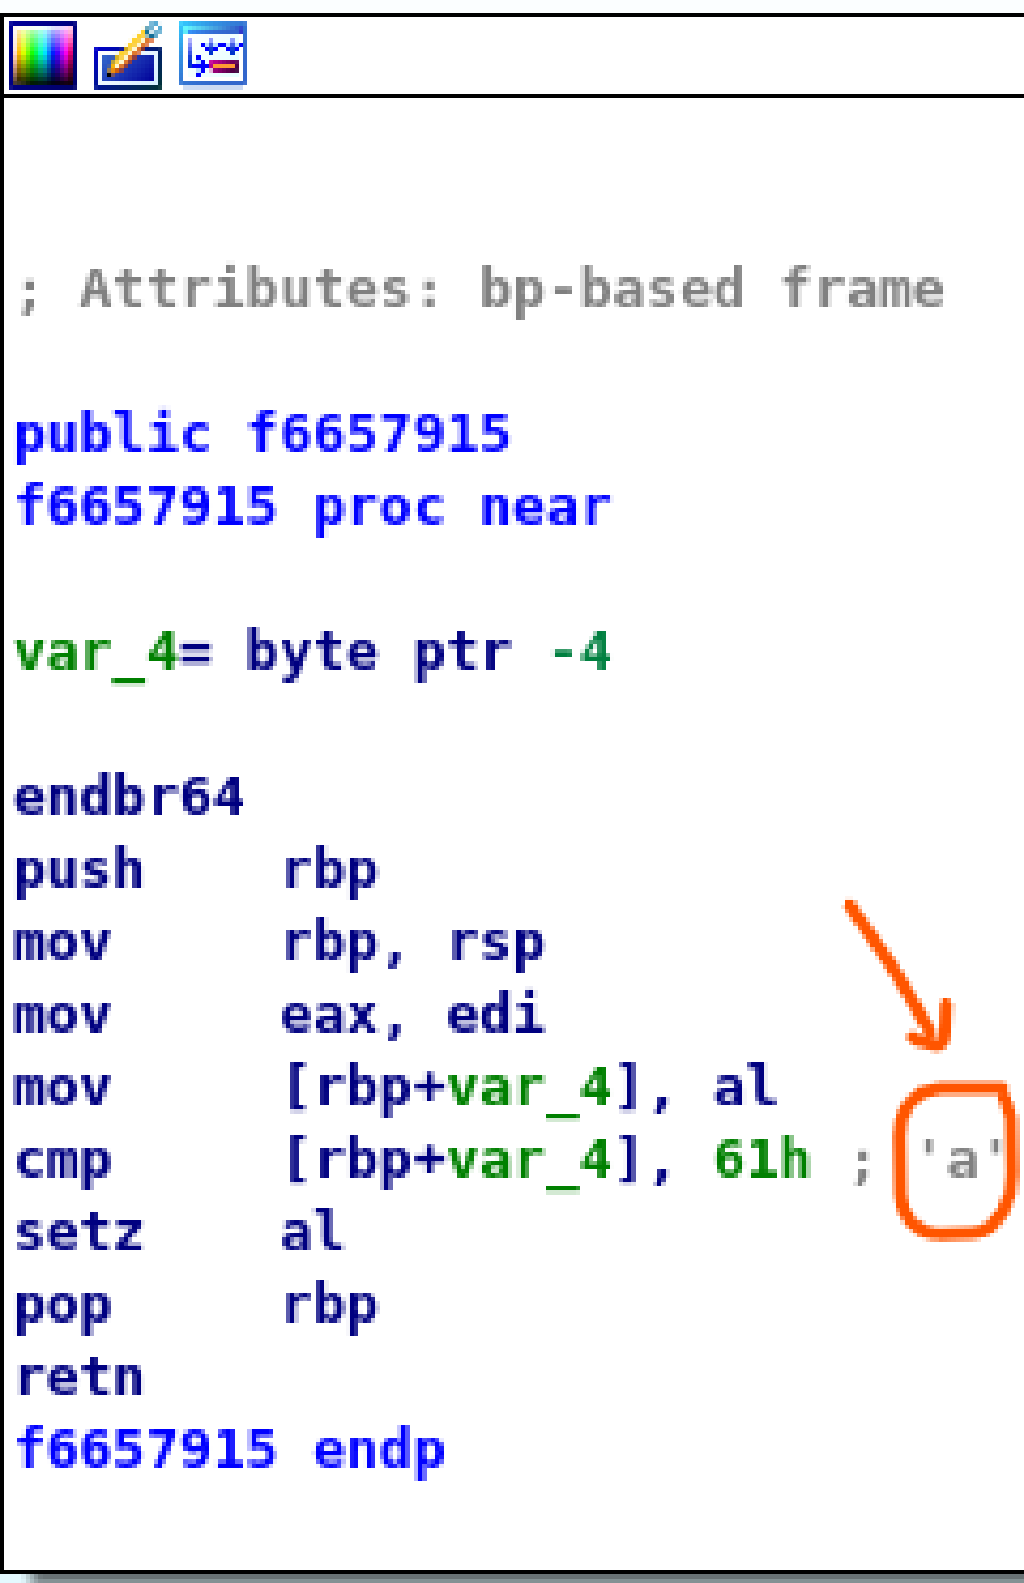 ; Attributes: bp-based frame
public f6657915
f6657915 proc near
var_4= byte ptr -4
endbr64
push    rbp
mov     rbp, rsp
mov     eax, edi
mov     [rbp+var_4], al
cmp     [rbp+var_4], 61h ; 'a'
setz    al
pop     rbp
retn
f6657915 endp